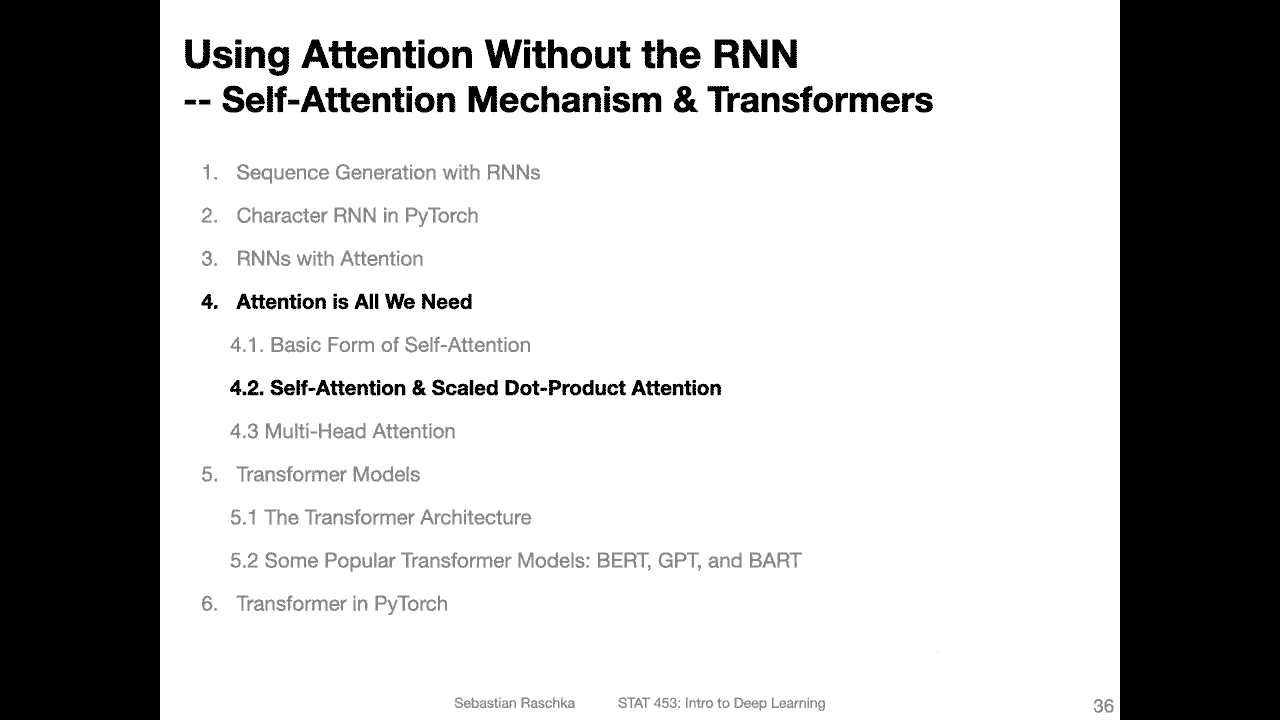 Using Attention Without the RNN
-- Self-Attention Mechanism & Transformers
1. Sequence Generation with RNNs
2. Character RNN in PyTorch
3. RNNs with Attention
4. Attention is All We Need
4.1. Basic Form of Self-Attention
4.2. Self-Attention & Scaled Dot-Product Attention
4.3 Multi-Head Attention
5. Transformer Models
5.1 The Transformer Architecture
5.2 Some Popular Transformer Models: BERT, GPT, and BART
6. Transformer in PyTorch
Sebastian Raschka STAT 453: Intro to Deep Learning 36